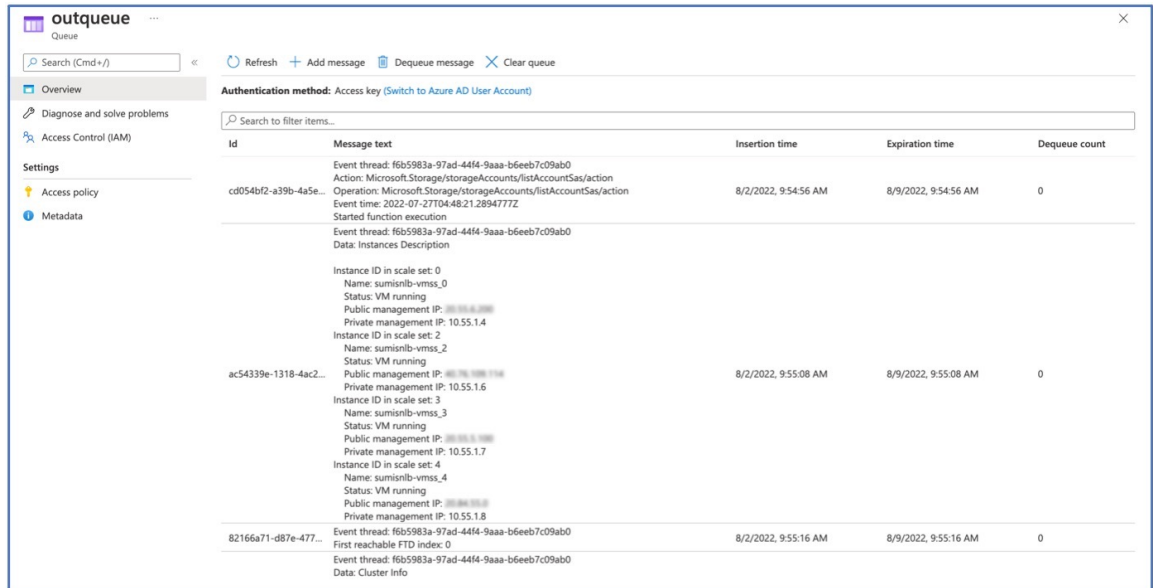 outqueue ...
Queue
Search (Cmd+/)
«
Refresh Add message Dequeue message Clear queue
Overview
Diagnose and solve problems
Access Control (IAM)
Settings
Access policy
Metadata
Authentication method: Access key (Switch to Azure AD User Account)
Search to filter items...
Id Message text Insertion time Expiration time Dequeue count
Event thread: f6b5983a-97ad-44f4-9aaa-b6eeb7c09ab0
Action: Microsoft.Storage/storageAccounts/listAccountSas/action
cd054bf2-a39b-4a5e... Operation: Microsoft.Storage/storageAccounts/listAccountSas/action 8/2/2022, 9:54:56 AM 8/9/2022, 9:54:56 AM 0
Event time: 2022-07-27T04:48:21.2894777Z
Started function execution
Event thread: f6b5983a-97ad-44f4-9aaa-b6eeb7c09ab0
Data: Instances Description
Instance ID in scale set: 0
Name: sumisnlb-vmss_0
Status: VM running
Public management IP:
Private management IP: 10.55.1.4
Instance ID in scale set: 2
Name: sumisnlb-vmss_2
Status: VM running
ac54339e-1318-4ac2... Public management IP: 8/2/2022, 9:55:08 AM 8/9/2022, 9:55:08 AM 0
Private management IP: 10.55.1.6
Instance ID in scale set: 3
Name: sumisnlb-vmss_3
Status: VM running
Public management IP:
Private management IP: 10.55.1.7
Instance ID in scale set: 4
Name: sumisnlb-vmss_4
Status: VM running
Public management IP:
Private management IP: 10.55.1.8
Event thread: f6b5983a-97ad-44f4-9aaa-b6eeb7c09ab0
82166a71-d87e-477... First reachable FTD index: 0 8/2/2022, 9:55:16 AM 8/9/2022, 9:55:16 AM 0
Event thread: f6b5983a-97ad-44f4-9aaa-b6eeb7c09ab0
Data: Cluster Info